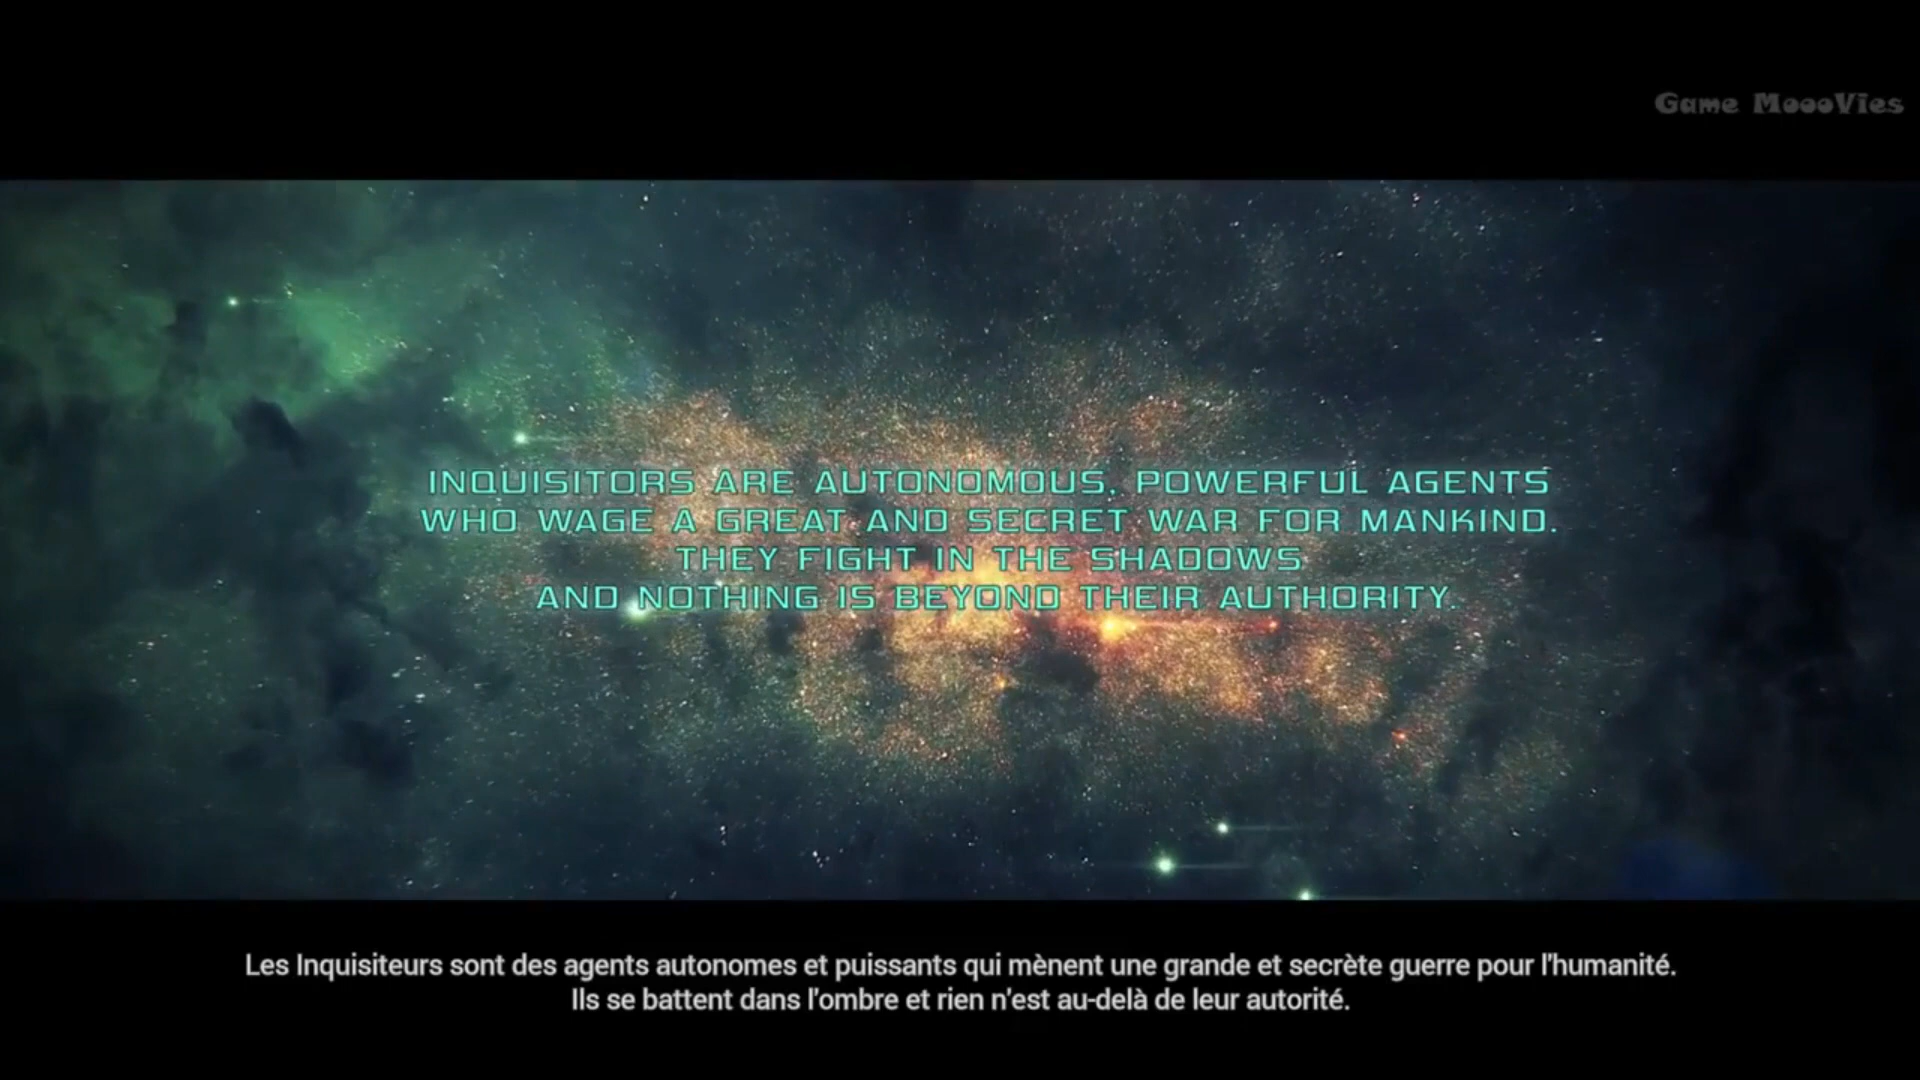 Game MoooVies
INQUISITORS ARE AUTONOMOUS, POWERFUL AGENTS
WHO WAGE A GREAT AND SECRET WAR FOR MANKIND.
THEY FIGHT IN THE SHADOWS
AND NOTHING IS BEYOND THEIR AUTHORITY.
Les Inquisiteurs sont des agents autonomes et puissants qui mènent une grande et secrète guerre pour l'humanité.
Ils se battent dans l'ombre et rien n'est au-delà de leur autorité.